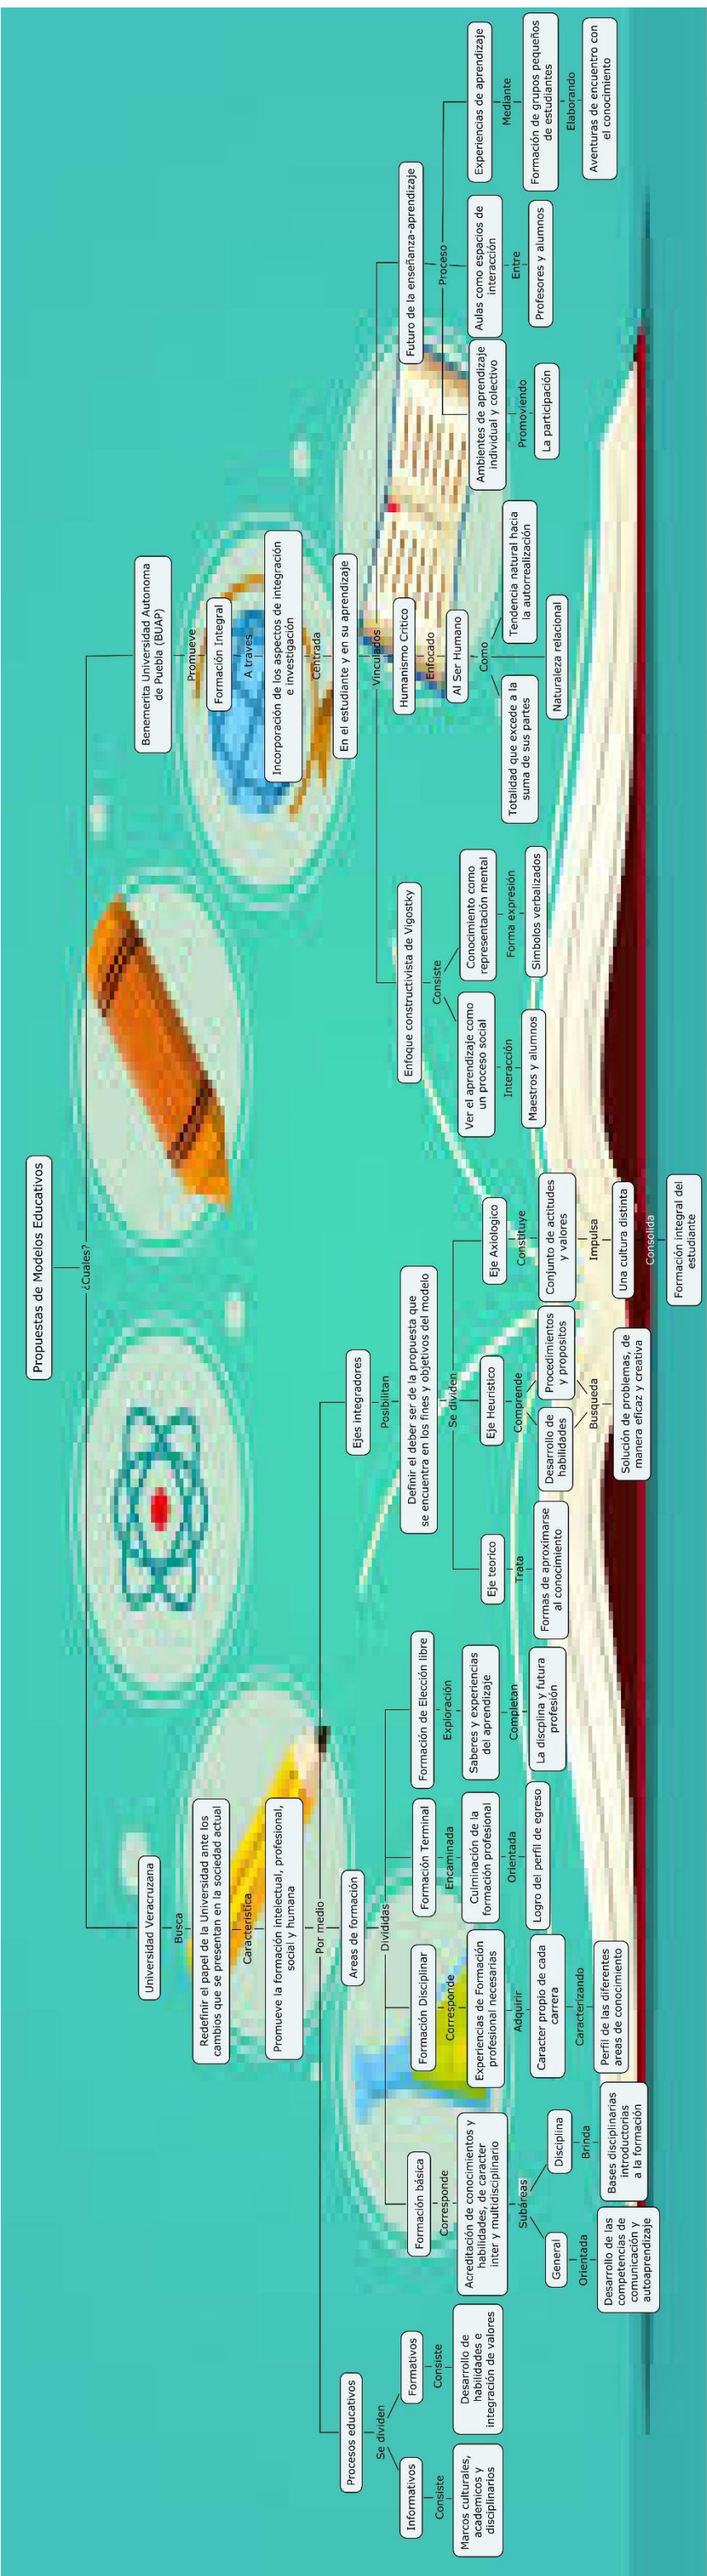 Propuestas de Modelos Educativos
¿Cuales?
Universidad Veracruzana
Busca
Redefinir el papel de la Universidad ante los
cambios que se presentan en la sociedad actual
Caracteristica
Promueve la formación intelectual, profesional,
social y humana
Por medio
Procesos educativos
Se dividen
Informativos
Consiste
Marcos culturales,
academicos y
disciplinarios
Formativos
Consiste
Desarrollo de
habilidades e
integración de valores
Areas de formación
Divididas
Formación básica
Corresponde
Acreditación de conocimientos y
habilidades, de caracter
inter y multidisciplinario
Subáreas
General
Orientada
Desarrollo de las
competencias de
comunicación y
autoaprendizaje
Disciplina
Brinda
Bases disciplinarias
introductorias
a la formación
Formación Disciplinar
Corresponde
Experiencias de Formación
profesional necesarias
Adquirir
Caracter propio de cada
carrera
Caracterizando
Perfil de las diferentes
areas de conocimiento
Formación Terminal
Encaminada
Culminación de la
formación profesional
Orientada
Logro del perfil de egreso
Formación de Elección libre
Exploración
Saberes y experiencias
del aprendizaje
Completan
La discplina y futura
profesión
Ejes integradores
Posibilitan
Definir el deber ser de la propuesta que
se encuentra en los fines y objetivos del modelo
Se dividen
Eje teorico
Trata
Formas de aproximarse
al conocimiento
Eje Heuristico
Comprende
Desarrollo de
habilidades
Procedimientos
y propositos
Busqueda
Solución de problemas, de
manera eficaz y creativa
Eje Axiologico
Constituye
Conjunto de actitudes
y valores
Impulsa
Una cultura distinta
Consolida
Formación integral del
estudiante
Benemerita Universidad Autonoma
de Puebla (BUAP)
Promueve
Formación Integral
A traves
Incorporación de los aspectos de integración
e investigación
Centrada
En el estudiante y en su aprendizaje
Vinculados
Enfoque constructivista de Vigostky
Consiste
Ver el aprendizaje como
un proceso social
Interacción
Maestros y alumnos
Conocimiento como
representación mental
Forma expresión
Simbolos verbalizados
Humanismo Critico
Enfocado
Al Ser Humano
Como
Totalidad que excede a la
suma de sus partes
Naturaleza relacional
Tendencia natural hacia
la autorrealización
Futuro de la enseñanza-aprendizaje
Proceso
Ambientes de aprendizaje
individual y colectivo
Promoviendo
La participación
Aulas como espacios de
interacción
Entre
Profesores y alumnos
Experiencias de aprendizaje
Mediante
Formación de grupos pequeños
de estudiantes
Elaborando
Aventuras de encuentro con
el conocimiento